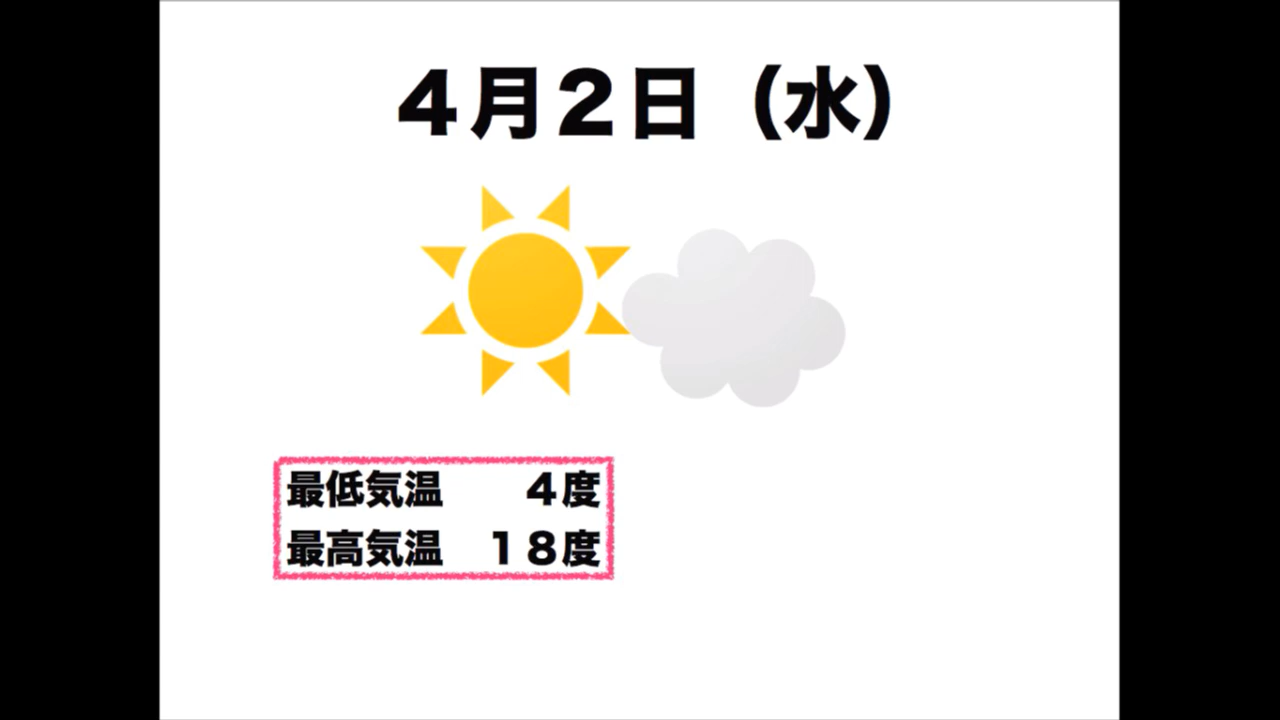 ４月２日（水）
最低気温　　４度
最高気温　１８度